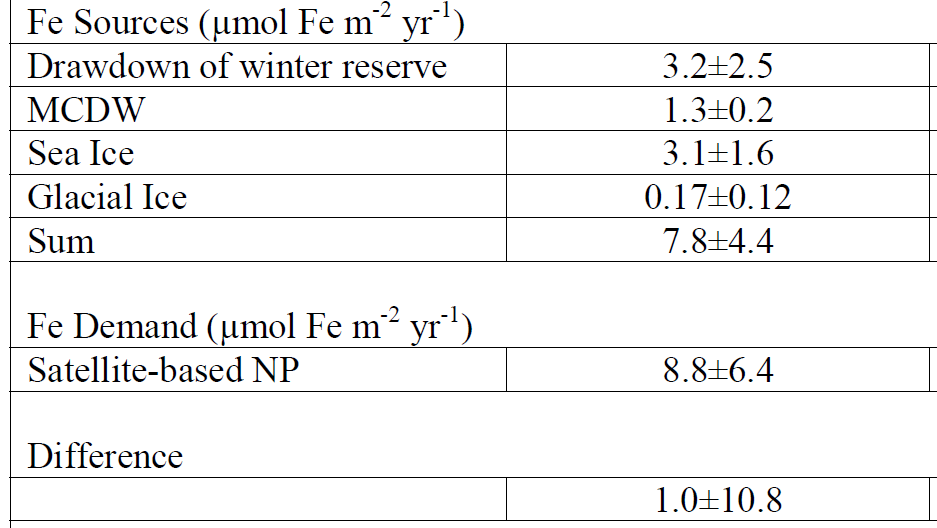 Fe Sources (µmol Fe m-2 yr-1)
Drawdown of winter reserve 3.2±2.5
MCDW 1.3±0.2
Sea Ice 3.1±1.6
Glacial Ice 0.17±0.12
Sum 7.8±4.4
Fe Demand (µmol Fe m-2 yr-1)
Satellite-based NP 8.8±6.4
Difference
1.0±10.8